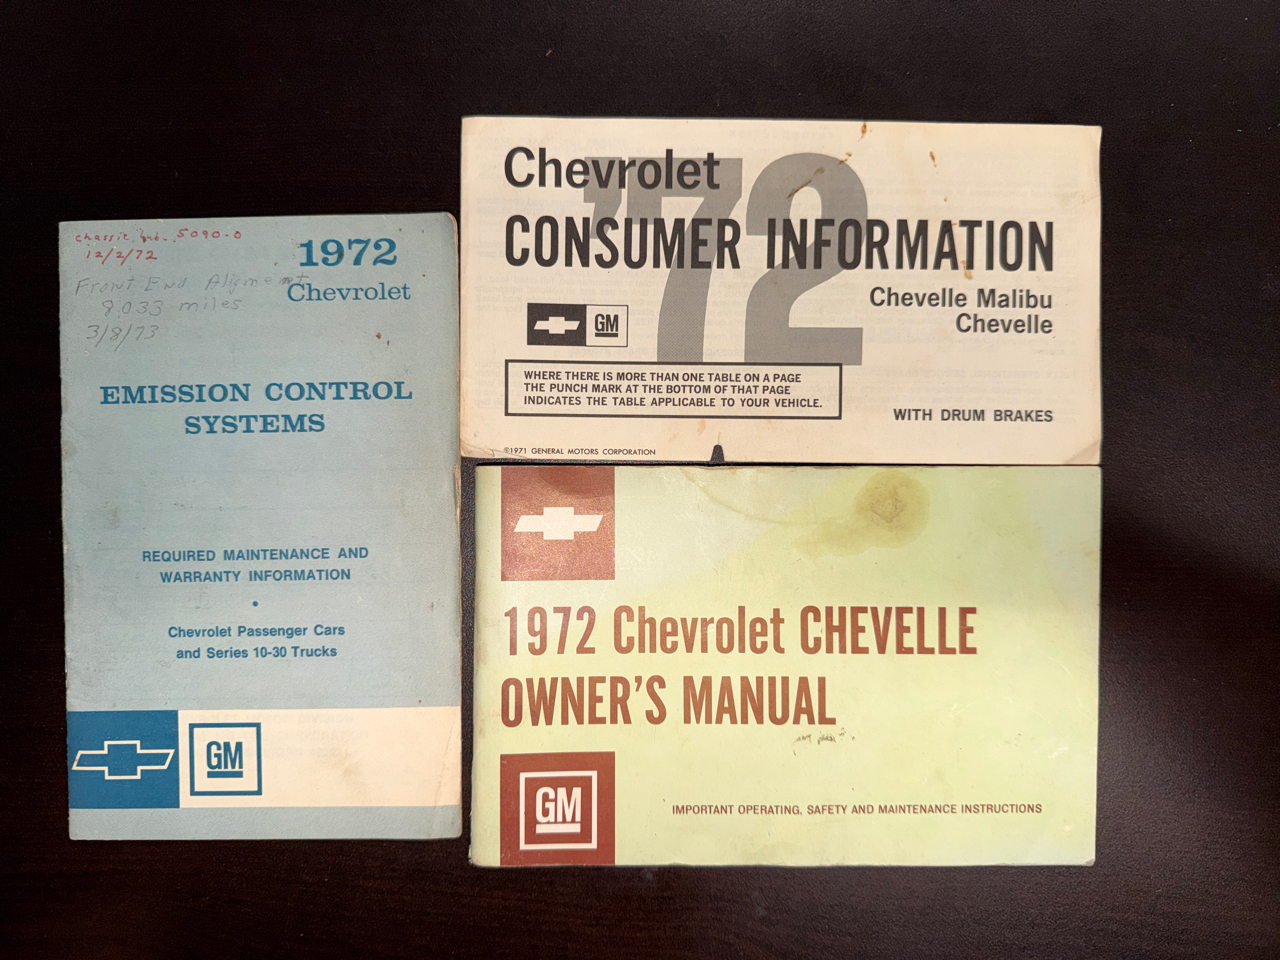 chassic lub. 5090.0
12/2/72
Front End Alignment
8.033 miles
3/8/73
1972
Chevrolet
EMISSION CONTROL
SYSTEMS
REQUIRED MAINTENANCE AND
WARRANTY INFORMATION
•
Chevrolet Passenger Cars
and Series 10-30 Trucks
GM
'72
Chevrolet
CONSUMER INFORMATION
Chevelle Malibu
Chevelle
GM
WHERE THERE IS MORE THAN ONE TABLE ON A PAGE
THE PUNCH MARK AT THE BOTTOM OF THAT PAGE
INDICATES THE TABLE APPLICABLE TO YOUR VEHICLE.
WITH DRUM BRAKES
©1971 GENERAL MOTORS CORPORATION
1972 Chevrolet CHEVELLE
OWNER'S MANUAL
GM
IMPORTANT OPERATING, SAFETY AND MAINTENANCE INSTRUCTIONS